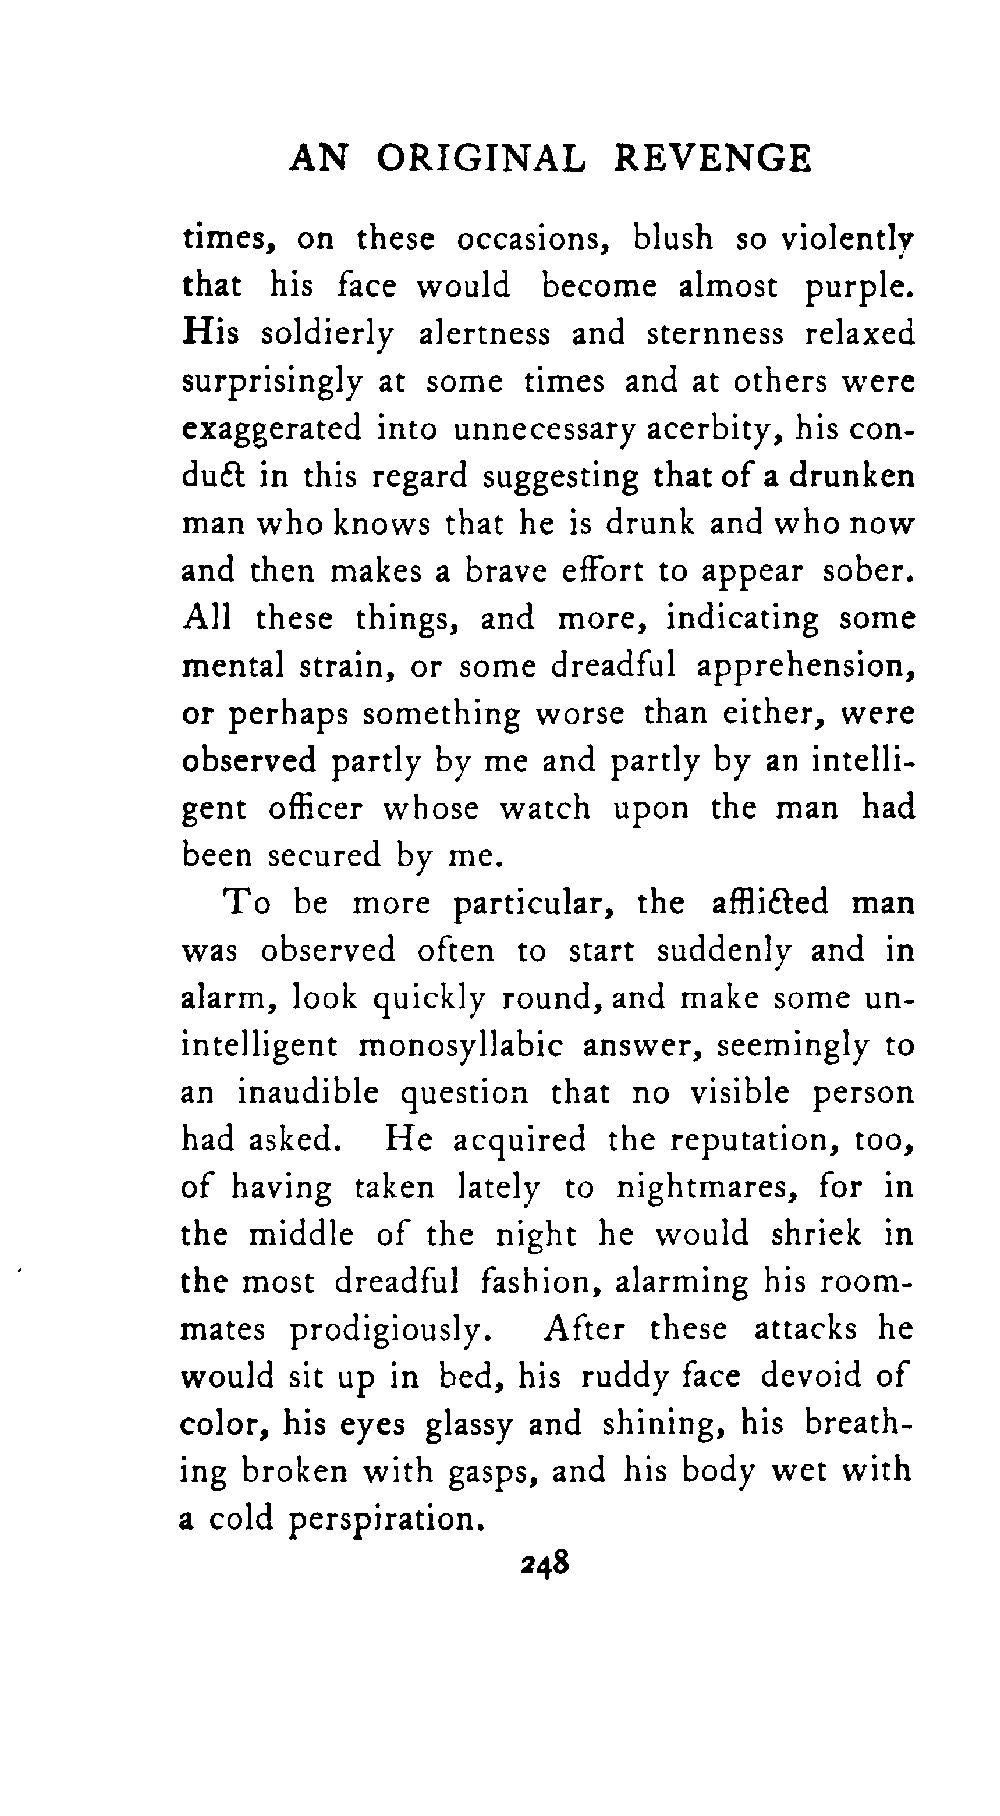 AN ORIGINAL REVENGE
times, on these occasions, blush so violently
that his face would become almost purple.
His soldierly alertness and sternness relaxed
surprisingly at some times and at others were
exaggerated into unnecessary acerbity, his con-
duct in this regard suggesting that of a drunken
man who knows that he is drunk and who now
and then makes a brave effort to appear sober.
All these things, and more, indicating some
mental strain, or some dreadful apprehension,
or perhaps something worse than either, were
observed partly by me and partly by an intelli-
gent officer whose watch upon the man had
been secured by me.
To be more particular, the afflicted man
was observed often to start suddenly and in
alarm, look quickly round, and make some un-
intelligent monosyllabic answer, seemingly to
an inaudible question that no visible person
had asked. He acquired the reputation, too,
of having taken lately to nightmares, for in
the middle of the night he would shriek in
the most dreadful fashion, alarming his room-
mates prodigiously. After these attacks he
would sit up in bed, his ruddy face devoid of
color, his eyes glassy and shining, his breath-
ing broken with gasps, and his body wet with
a cold perspiration.
248